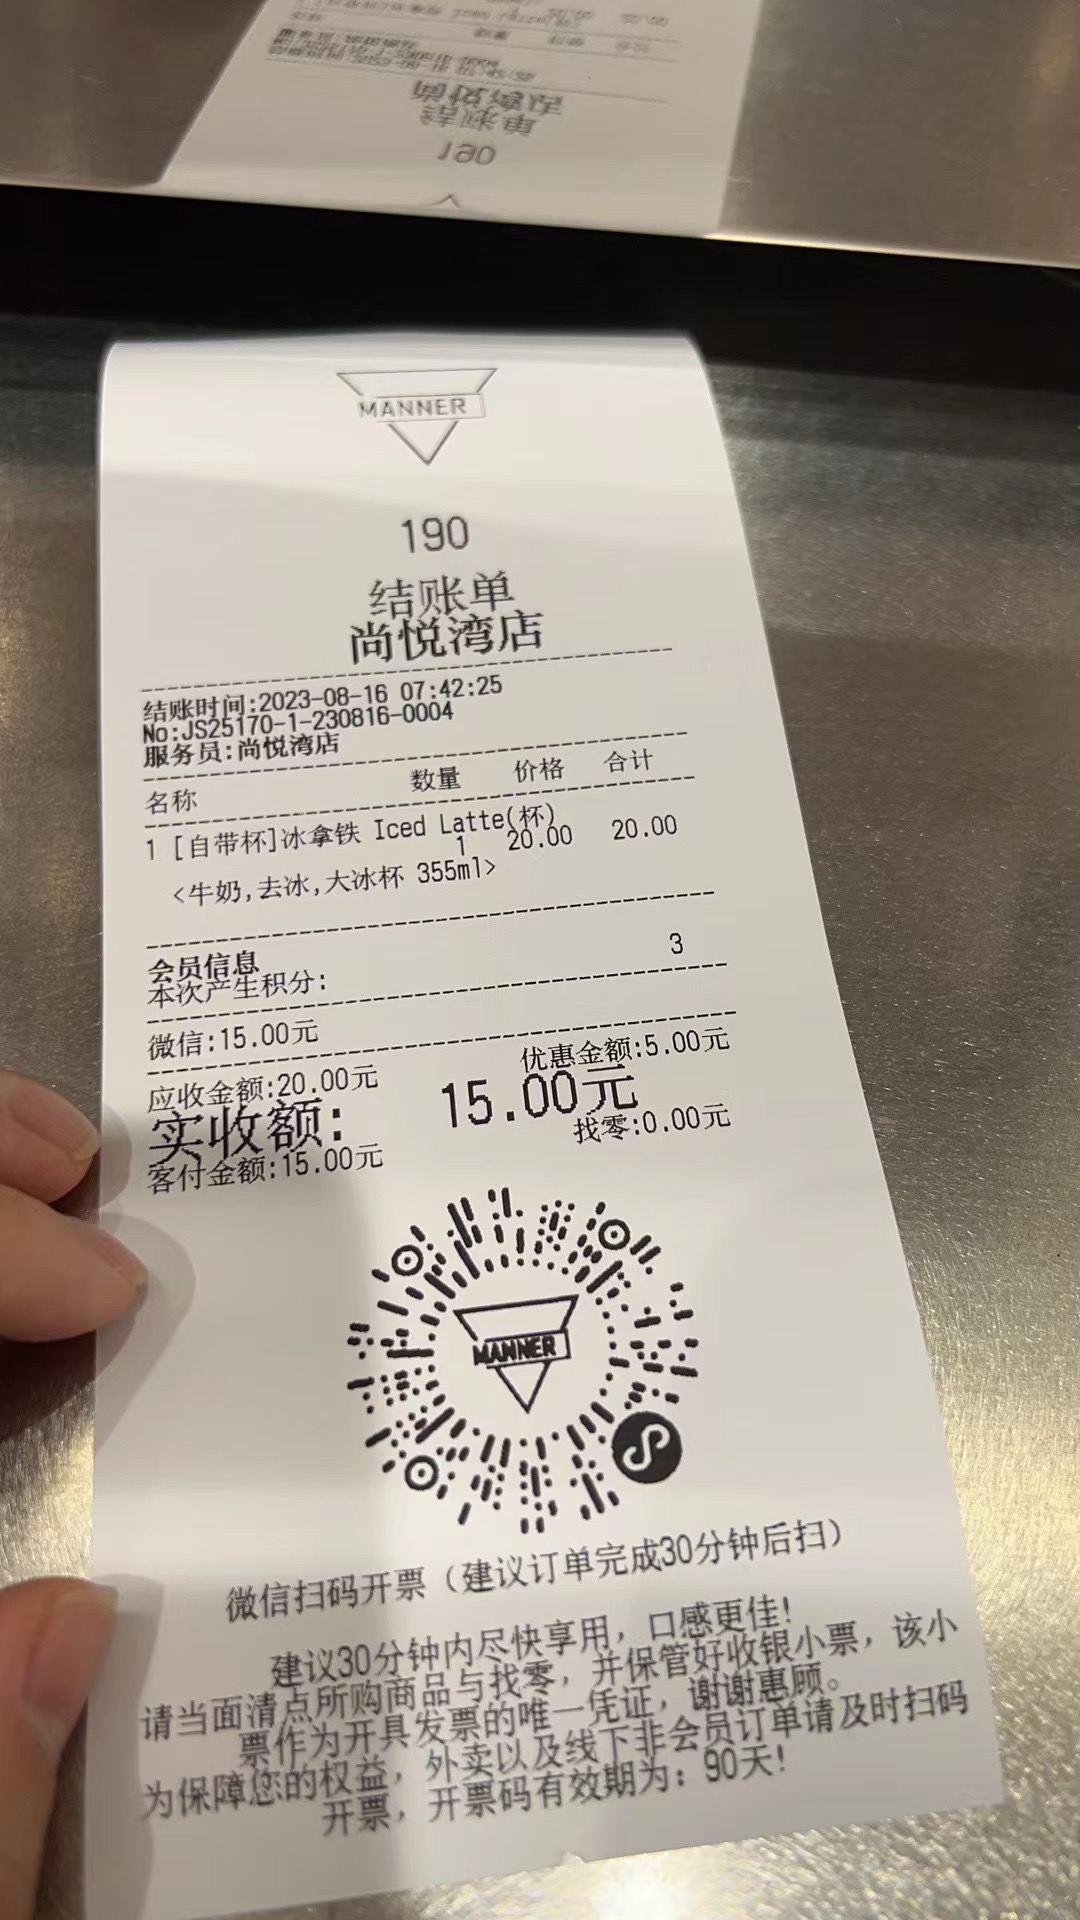 MANNER
190
结账单
尚悦湾店
结账时间:2023-08-16 07:42:25
No:JS25170-1-230816-0004
服务员:尚悦湾店
名称 数量 价格 合计
1 [自带杯]冰拿铁 Iced Latte(杯)
1 20.00 20.00
<牛奶,去冰,大冰杯 355ml>
会员信息
本次产生积分: 3
微信:15.00元
应收金额:20.00元 优惠金额:5.00元
实收额: 15.00元
客付金额:15.00元 找零:0.00元
MANNER
微信扫码开票（建议订单完成30分钟后扫）
建议30分钟内尽快享用，口感更佳!
请当面清点所购商品与找零，并保管好收银小票，该小
票作为开具发票的唯一凭证，谢谢惠顾。
为保障您的权益，外卖以及线下非会员订单请及时扫码
开票，开票码有效期为：90天!